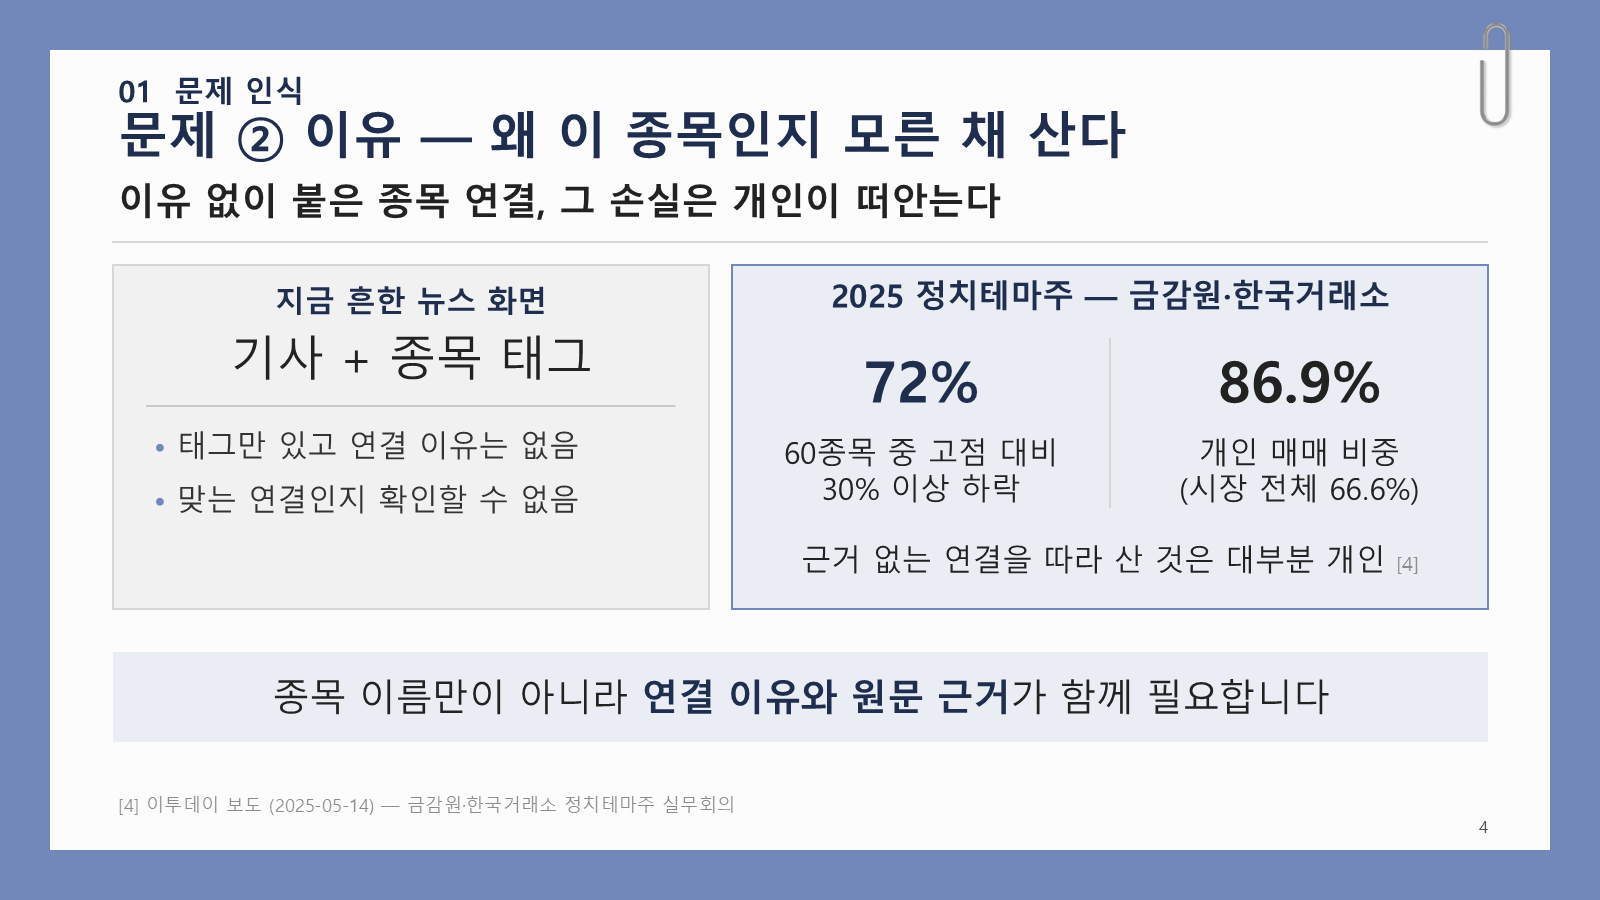 01 문제 인식
문제 ② 이유 — 왜 이 종목인지 모른 채 산다
이유 없이 붙은 종목 연결, 그 손실은 개인이 떠안는다
지금 흔한 뉴스 화면
기사 + 종목 태그
• 태그만 있고 연결 이유는 없음
• 맞는 연결인지 확인할 수 없음
2025 정치테마주 — 금감원·한국거래소
72%
60종목 중 고점 대비
30% 이상 하락
86.9%
개인 매매 비중
(시장 전체 66.6%)
근거 없는 연결을 따라 산 것은 대부분 개인 [4]
종목 이름만이 아니라 연결 이유와 원문 근거가 함께 필요합니다
[4] 이투데이 보도 (2025-05-14) — 금감원·한국거래소 정치테마주 실무회의
4